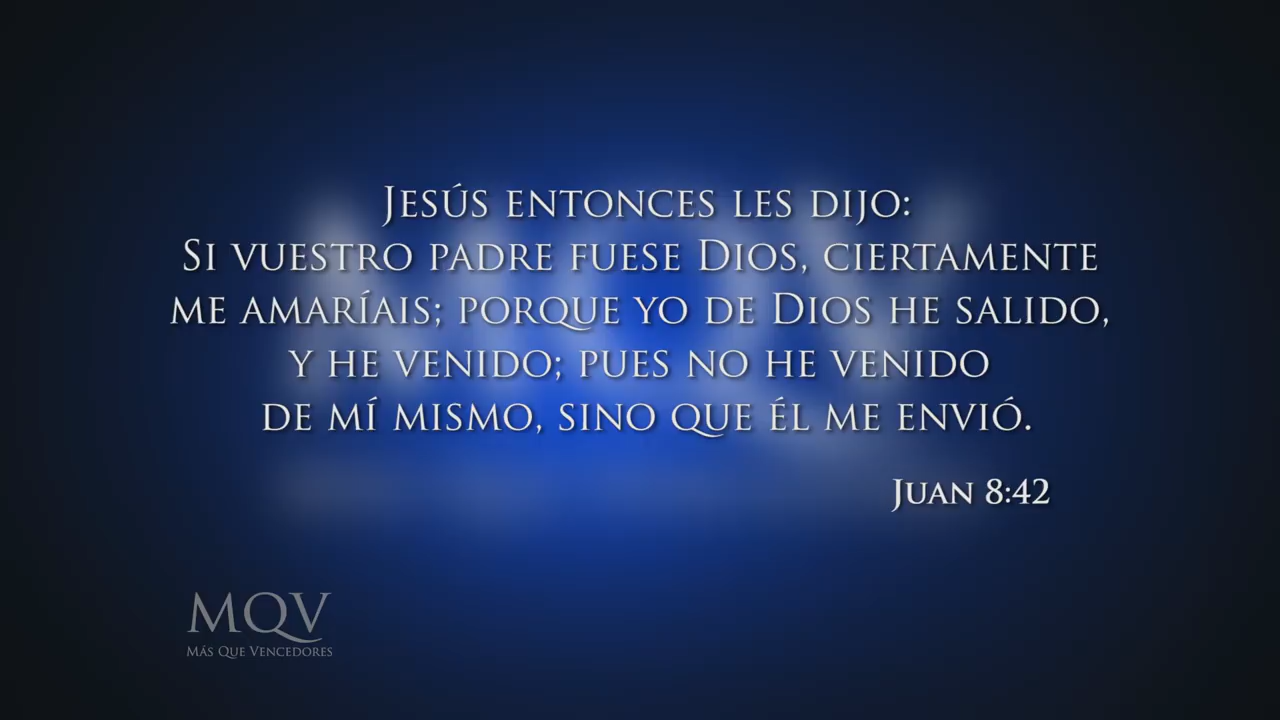 Jesús entonces les dijo:
Si vuestro padre fuese Dios, ciertamente
me amaríais; porque yo de Dios he salido,
y he venido; pues no he venido
de mí mismo, sino que él me envió.
Juan 8:42
MQV
Más Que Vencedores